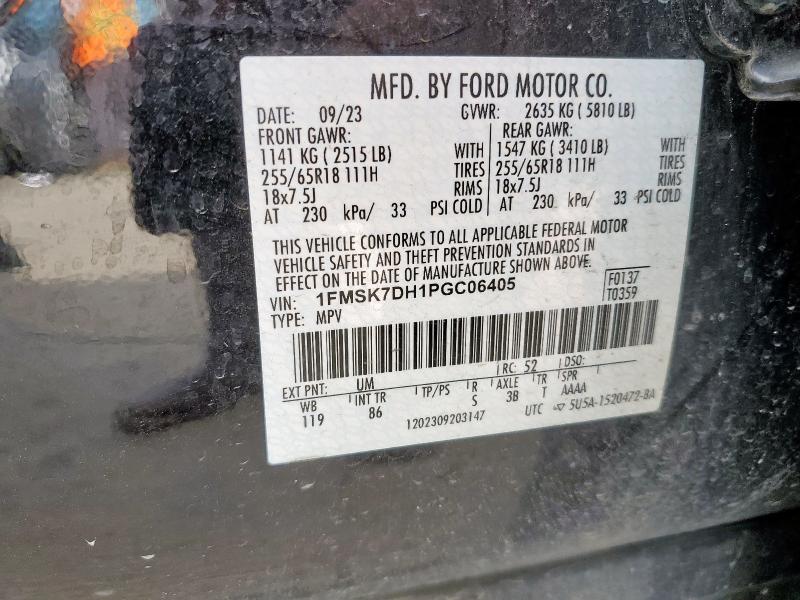 MFD. BY FORD MOTOR CO.
DATE: 09/23 GVWR: 2635 KG ( 5810 LB)
FRONT GAWR: REAR GAWR:
1141 KG ( 2515 LB) WITH 1547 KG ( 3410 LB) WITH
255/65R18 111H TIRES 255/65R18 111H TIRES
18x7.5J RIMS 18x7.5J RIMS
AT 230 kPa/ 33 PSI COLD AT 230 kPa/ 33 PSI COLD
THIS VEHICLE CONFORMS TO ALL APPLICABLE FEDERAL MOTOR
VEHICLE SAFETY AND THEFT PREVENTION STANDARDS IN
EFFECT ON THE DATE OF MANUFACTURE SHOWN ABOVE.
VIN: 1FMSK7DH1PGC06405 F0137
TYPE: MPV T0359
RC: 52 DSO:
EXT PNT: UM
WB INT TR TP/PS R AXLE TR SPR
119 86 S 3B T AAAA
1202309203147 UTC 5U5A-1520472-BA